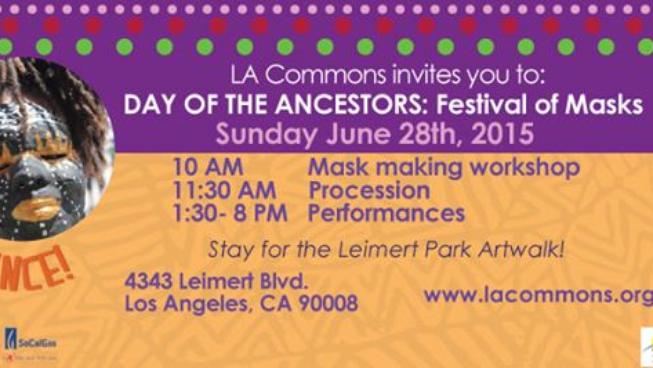 LA Commons invites you to:
DAY OF THE ANCESTORS: Festival of Masks
Sunday June 28th, 2015
10 AM Mask making workshop
11:30 AM Procession
1:30- 8 PM Performances
Stay for the Leimert Park Artwalk!
NCE!
4343 Leimert Blvd.
Los Angeles, CA 90008
www.lacommons.org
SoCalGas